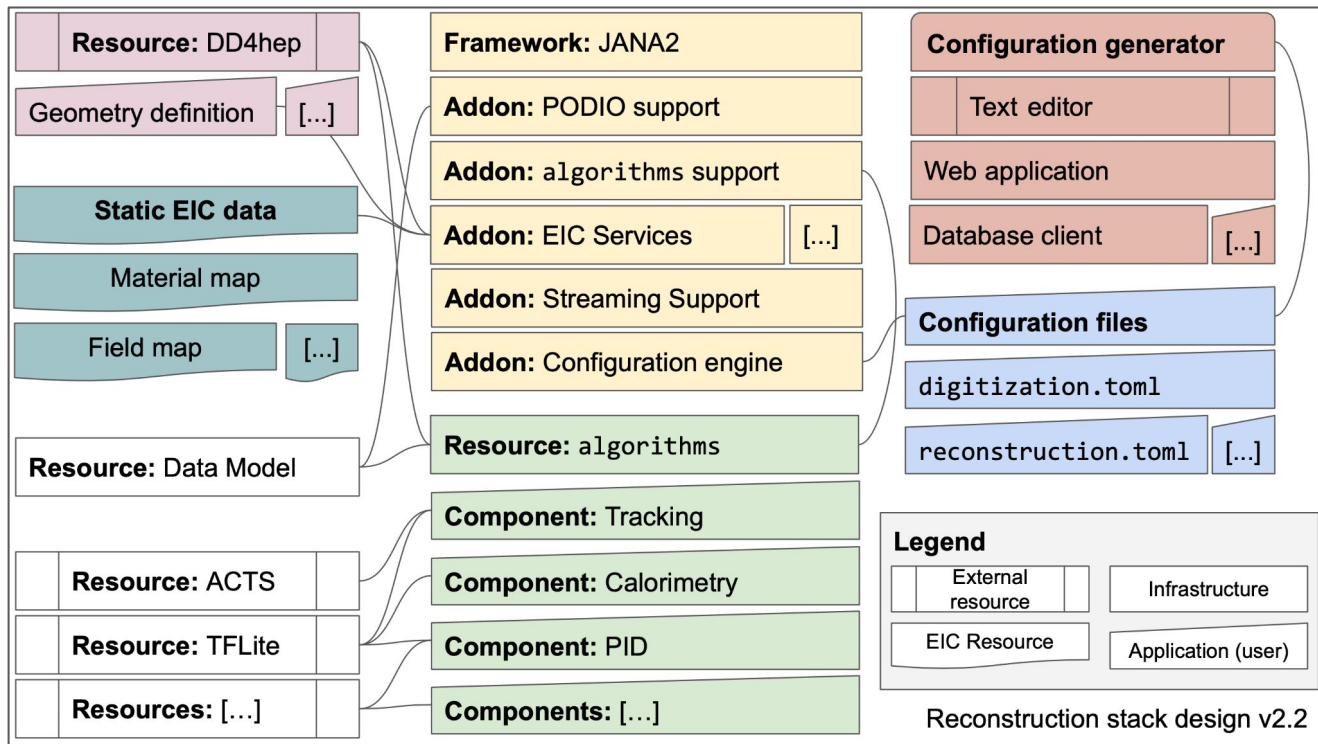 Resource: DD4hep
Geometry definition
[...]
Static EIC data
Material map
Field map
[...]
Resource: Data Model
Resource: ACTS
Resource: TFLite
Resources: [...]
Framework: JANA2
Addon: PODIO support
Addon: algorithms support
Addon: EIC Services
[...]
Addon: Streaming Support
Addon: Configuration engine
Resource: algorithms
Component: Tracking
Component: Calorimetry
Component: PID
Components: [...]
Configuration generator
Text editor
Web application
Database client
[...]
Configuration files
digitization.toml
reconstruction.toml
[...]
Legend
External
resource
Infrastructure
EIC Resource
Application (user)
Reconstruction stack design v2.2